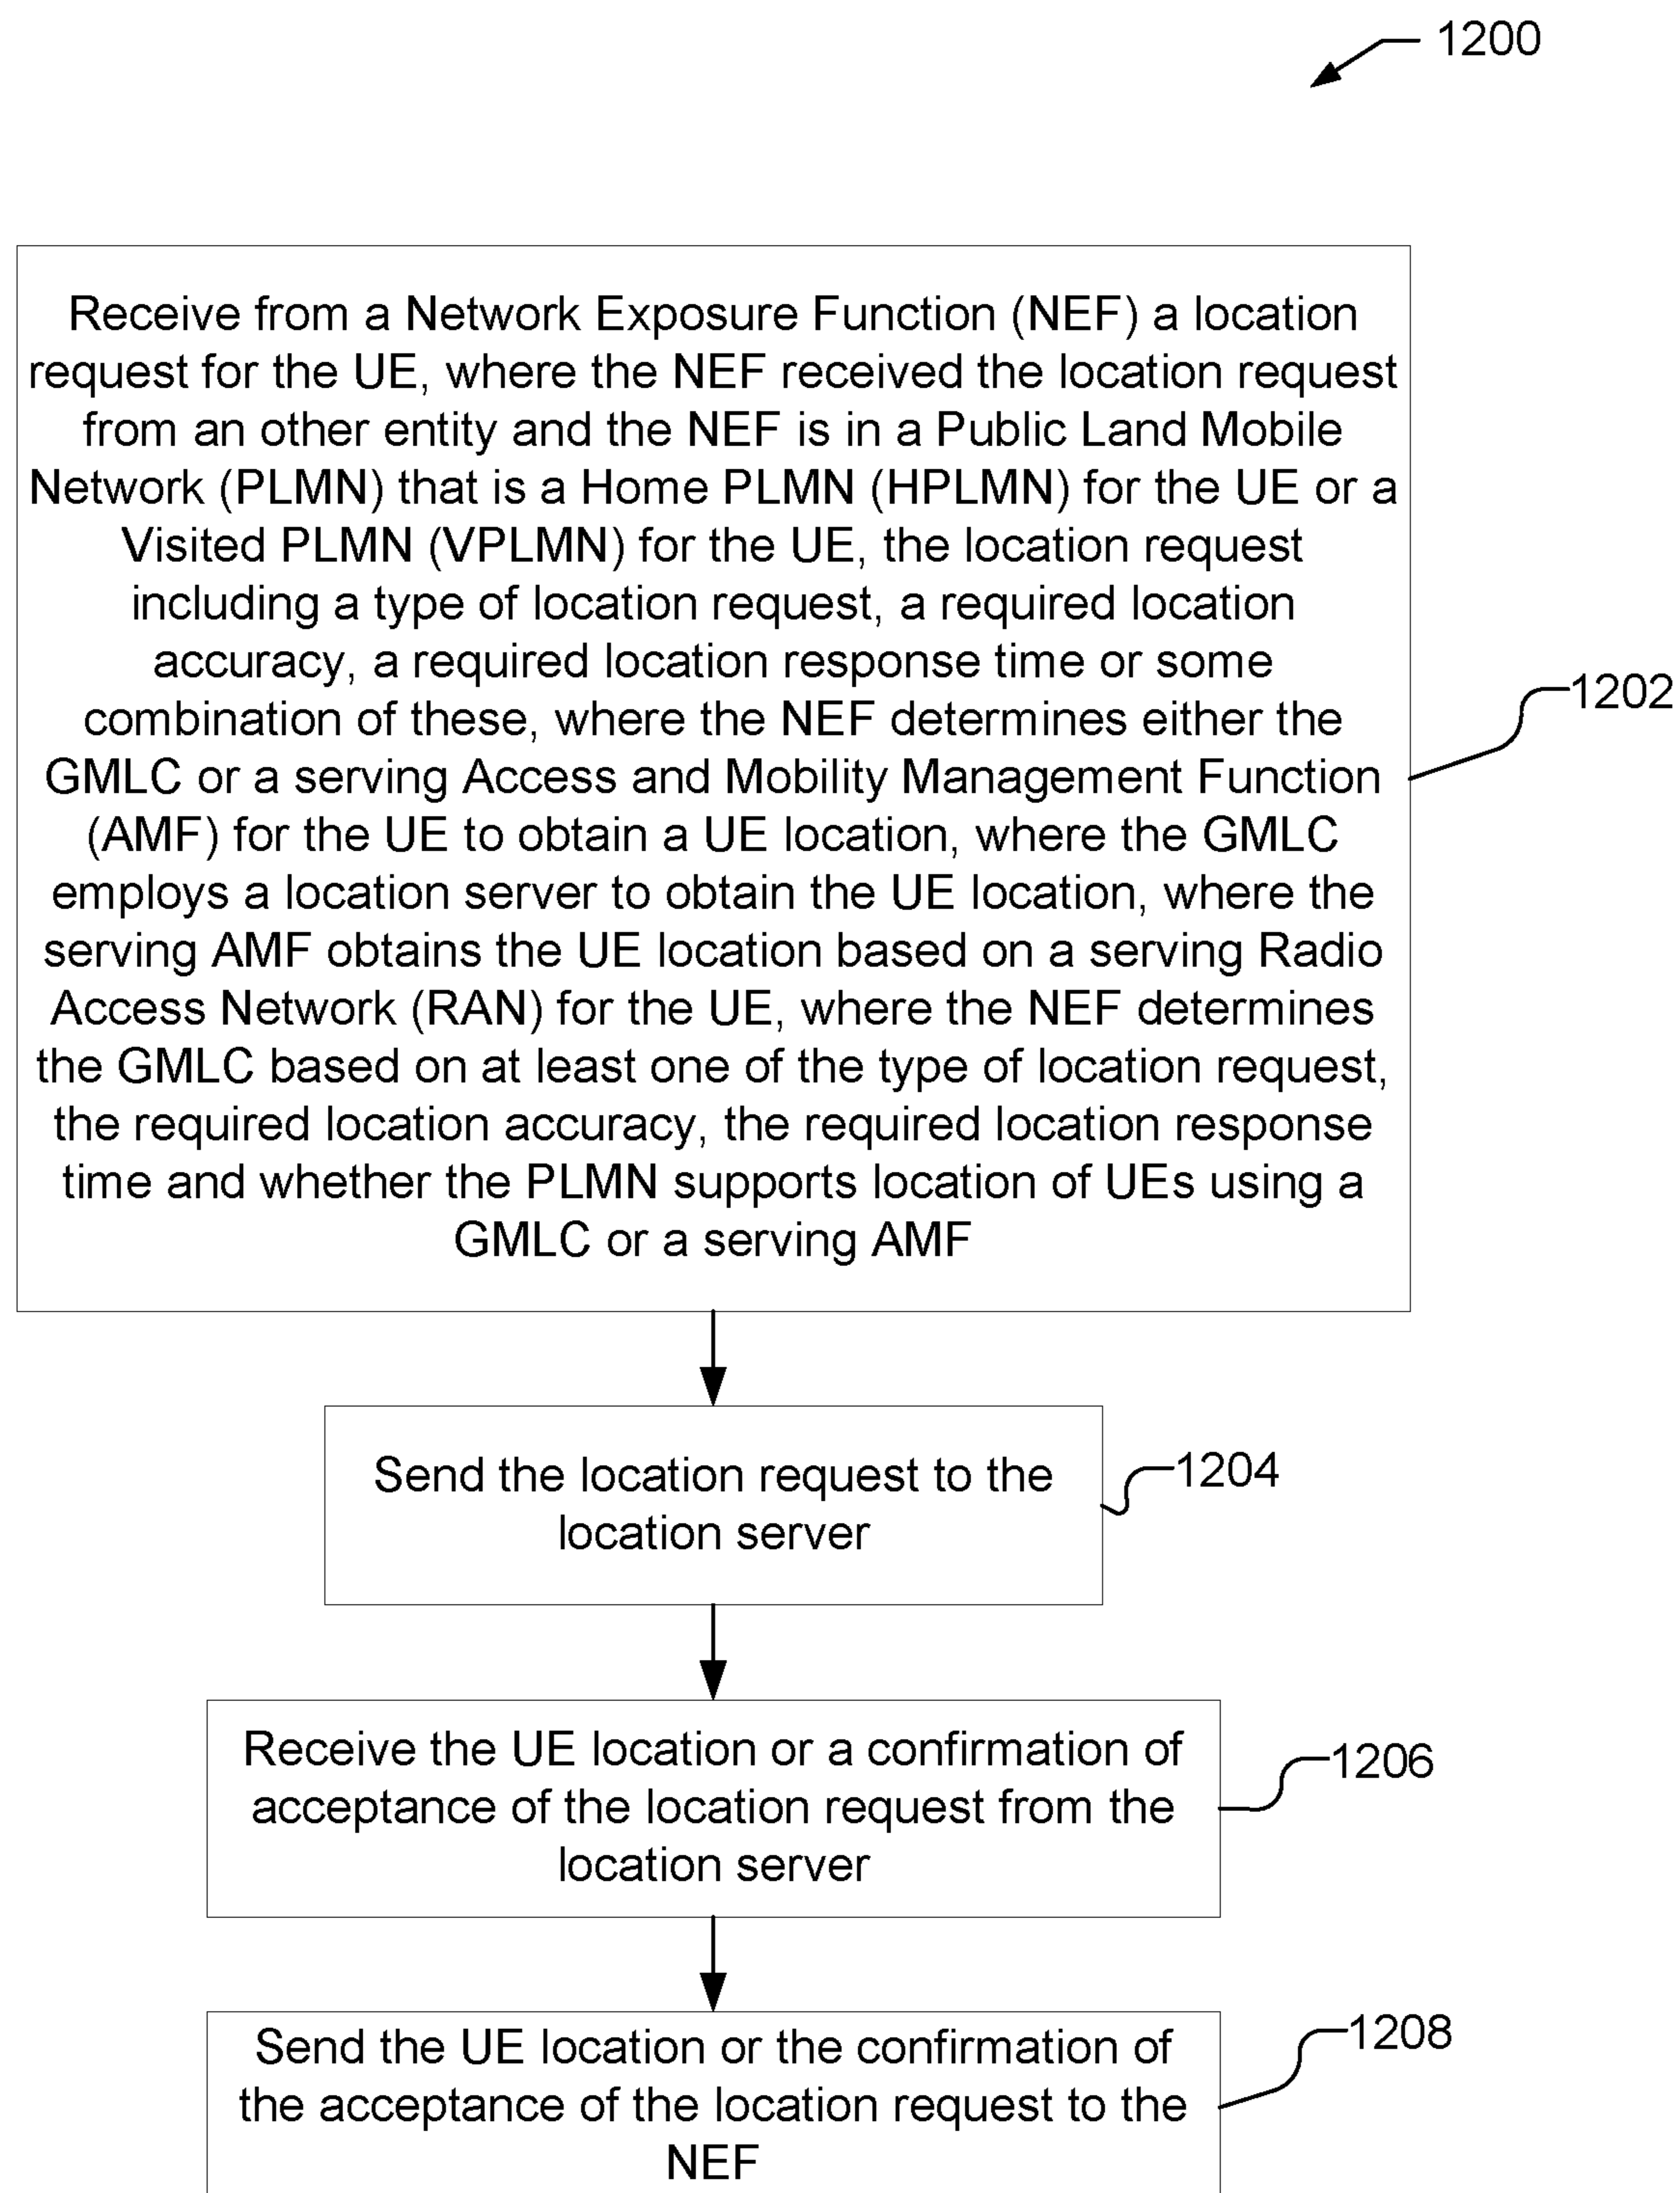 1200
Receive from a Network Exposure Function (NEF) a location
request for the UE, where the NEF received the location request
from an other entity and the NEF is in a Public Land Mobile
Network (PLMN) that is a Home PLMN (HPLMN) for the UE or a
Visited PLMN (VPLMN) for the UE, the location request
including a type of location request, a required location
accuracy, a required location response time or some
combination of these, where the NEF determines either the
GMLC or a serving Access and Mobility Management Function
(AMF) for the UE to obtain a UE location, where the GMLC
employs a location server to obtain the UE location, where the
serving AMF obtains the UE location based on a serving Radio
Access Network (RAN) for the UE, where the NEF determines
the GMLC based on at least one of the type of location request,
the required location accuracy, the required location response
time and whether the PLMN supports location of UEs using a
GMLC or a serving AMF
1202
Send the location request to the
location server
1204
Receive the UE location or a confirmation of
acceptance of the location request from the
location server
1206
Send the UE location or the confirmation of
the acceptance of the location request to the
NEF
1208